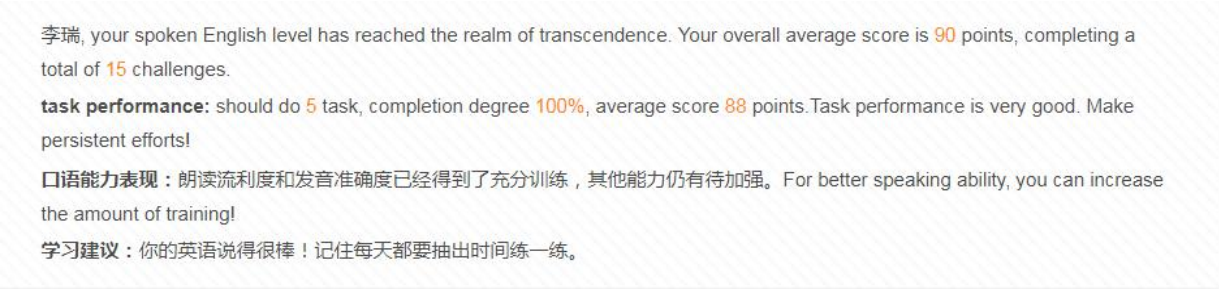 李瑞, your spoken English level has reached the realm of transcendence. Your overall average score is 90 points, completing a
total of 15 challenges.
task performance: should do 5 task, completion degree 100%, average score 88 points.Task performance is very good. Make
persistent efforts!
口语能力表现：朗读流利度和发音准确度已经得到了充分训练，其他能力仍有待加强。For better speaking ability, you can increase
the amount of training!
学习建议：你的英语说得很棒！记住每天都要抽出时间练一练。